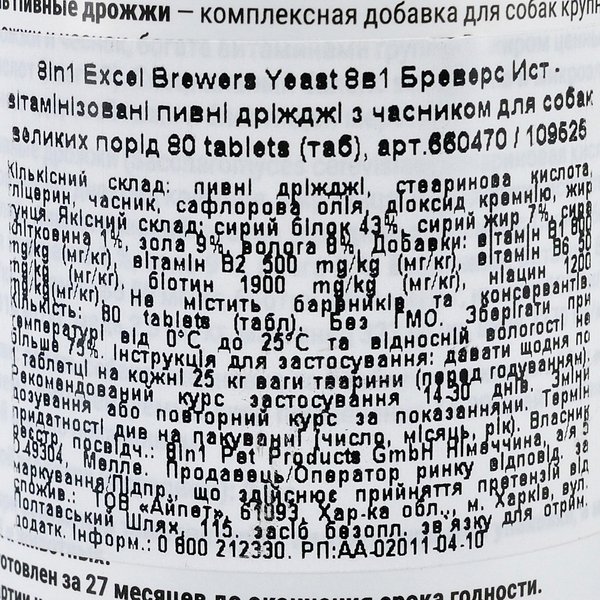 пивные дрожжи — комплексная добавка для собак круп
8in1 Excel Brewers Yeast 8в1 Бреверс Ист.
вітамінізовані пивні дріжджі з часником для собак
великих порід 80 tablets (таб), арт.660470 / 109525
Кількісний склад: пивні дріжджі, стеаринова кислота,
гліцерин, часник, сафлорова олія, діоксид кремнію, жир
тунця. Якісний склад: сирий білок 43%, сирий жир 7%, сира
клітковина 1%, зола 9%, волога 8%. Добавки: вітамін B1 600
mg/kg (мг/кг), вітамін B2 500 mg/kg (мг/кг), вітамін B6 50
mg/kg (мг/кг), біотин 1900 mg/kg (мг/кг), ніацин 1200
mg/kg(мг/кг). Не містить барвників та консервантів.
Кількість: 80 tablets (табл). Без ГМО. Зберігати при
температурі від 0°C до 25°C та відносній вологості не
більше 75%. Інструкція для застосування: давати щодня по
1 таблетці на кожні 25 кг ваги тварини (перед годуванням).
Рекомендований курс застосування 14-30 днів. Зміни
дозування або повторний курс за показаннями. Термін
придатності див на пакуванні (число, місяць, рік). Власник
реєстр. посвідч.: 8in1 Pet Products GmbH Німеччина, а/я 5
D-49304, Мелле. Продавець/Оператор ринку відповід. за
маркування/Підпр., що здійснює прийняття претензій від
спожив.: ТОВ «Айпет», 61093, Хар-ка обл., м. Харків, вул.
Полтавський Шлях, 115. засіб безопл. зв'язку для отрим.
додатк. Інформ.: 0 800 212330. РП:AA-02011-04-10
готовлен за 27 месяцев до окончания срока годности.